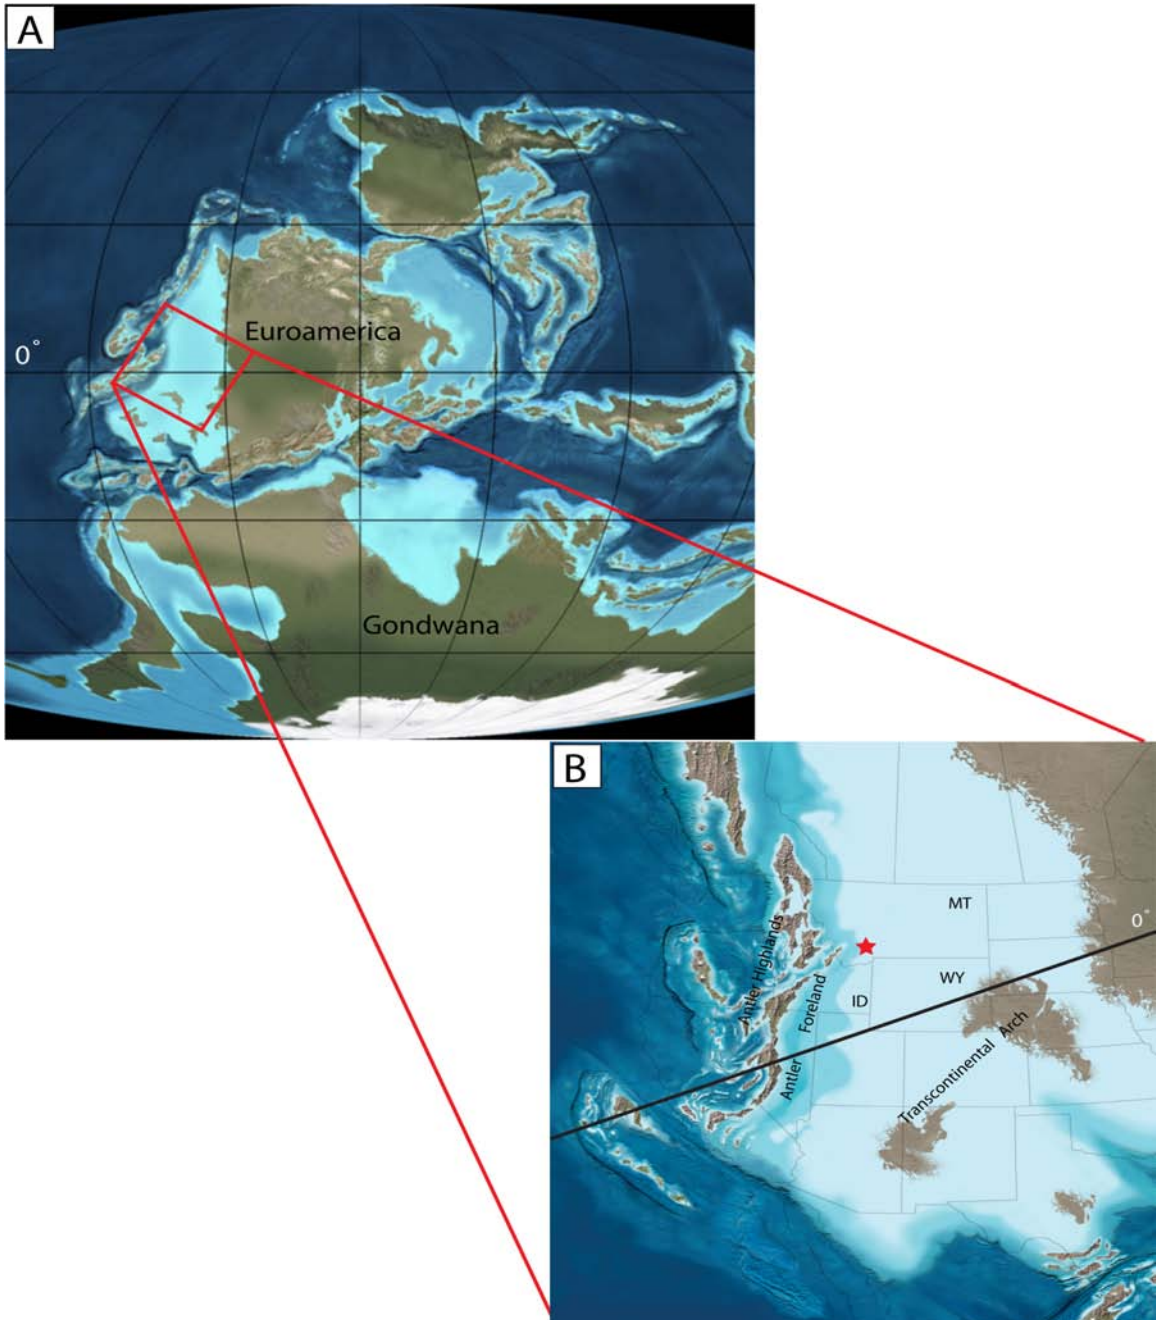 A
0°
Euroamerica
Gondwana
B
MT
0°
Antler Highlands
WY
Foreland
ID
Arch
Transcontinental
Antler